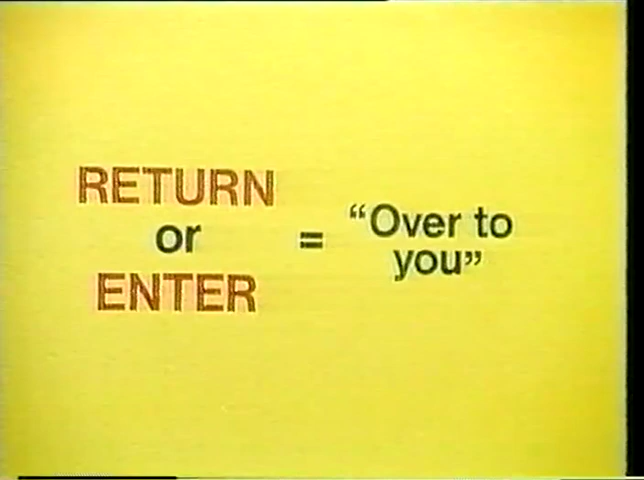 RETURN
or
ENTER
=
“Over to
you”